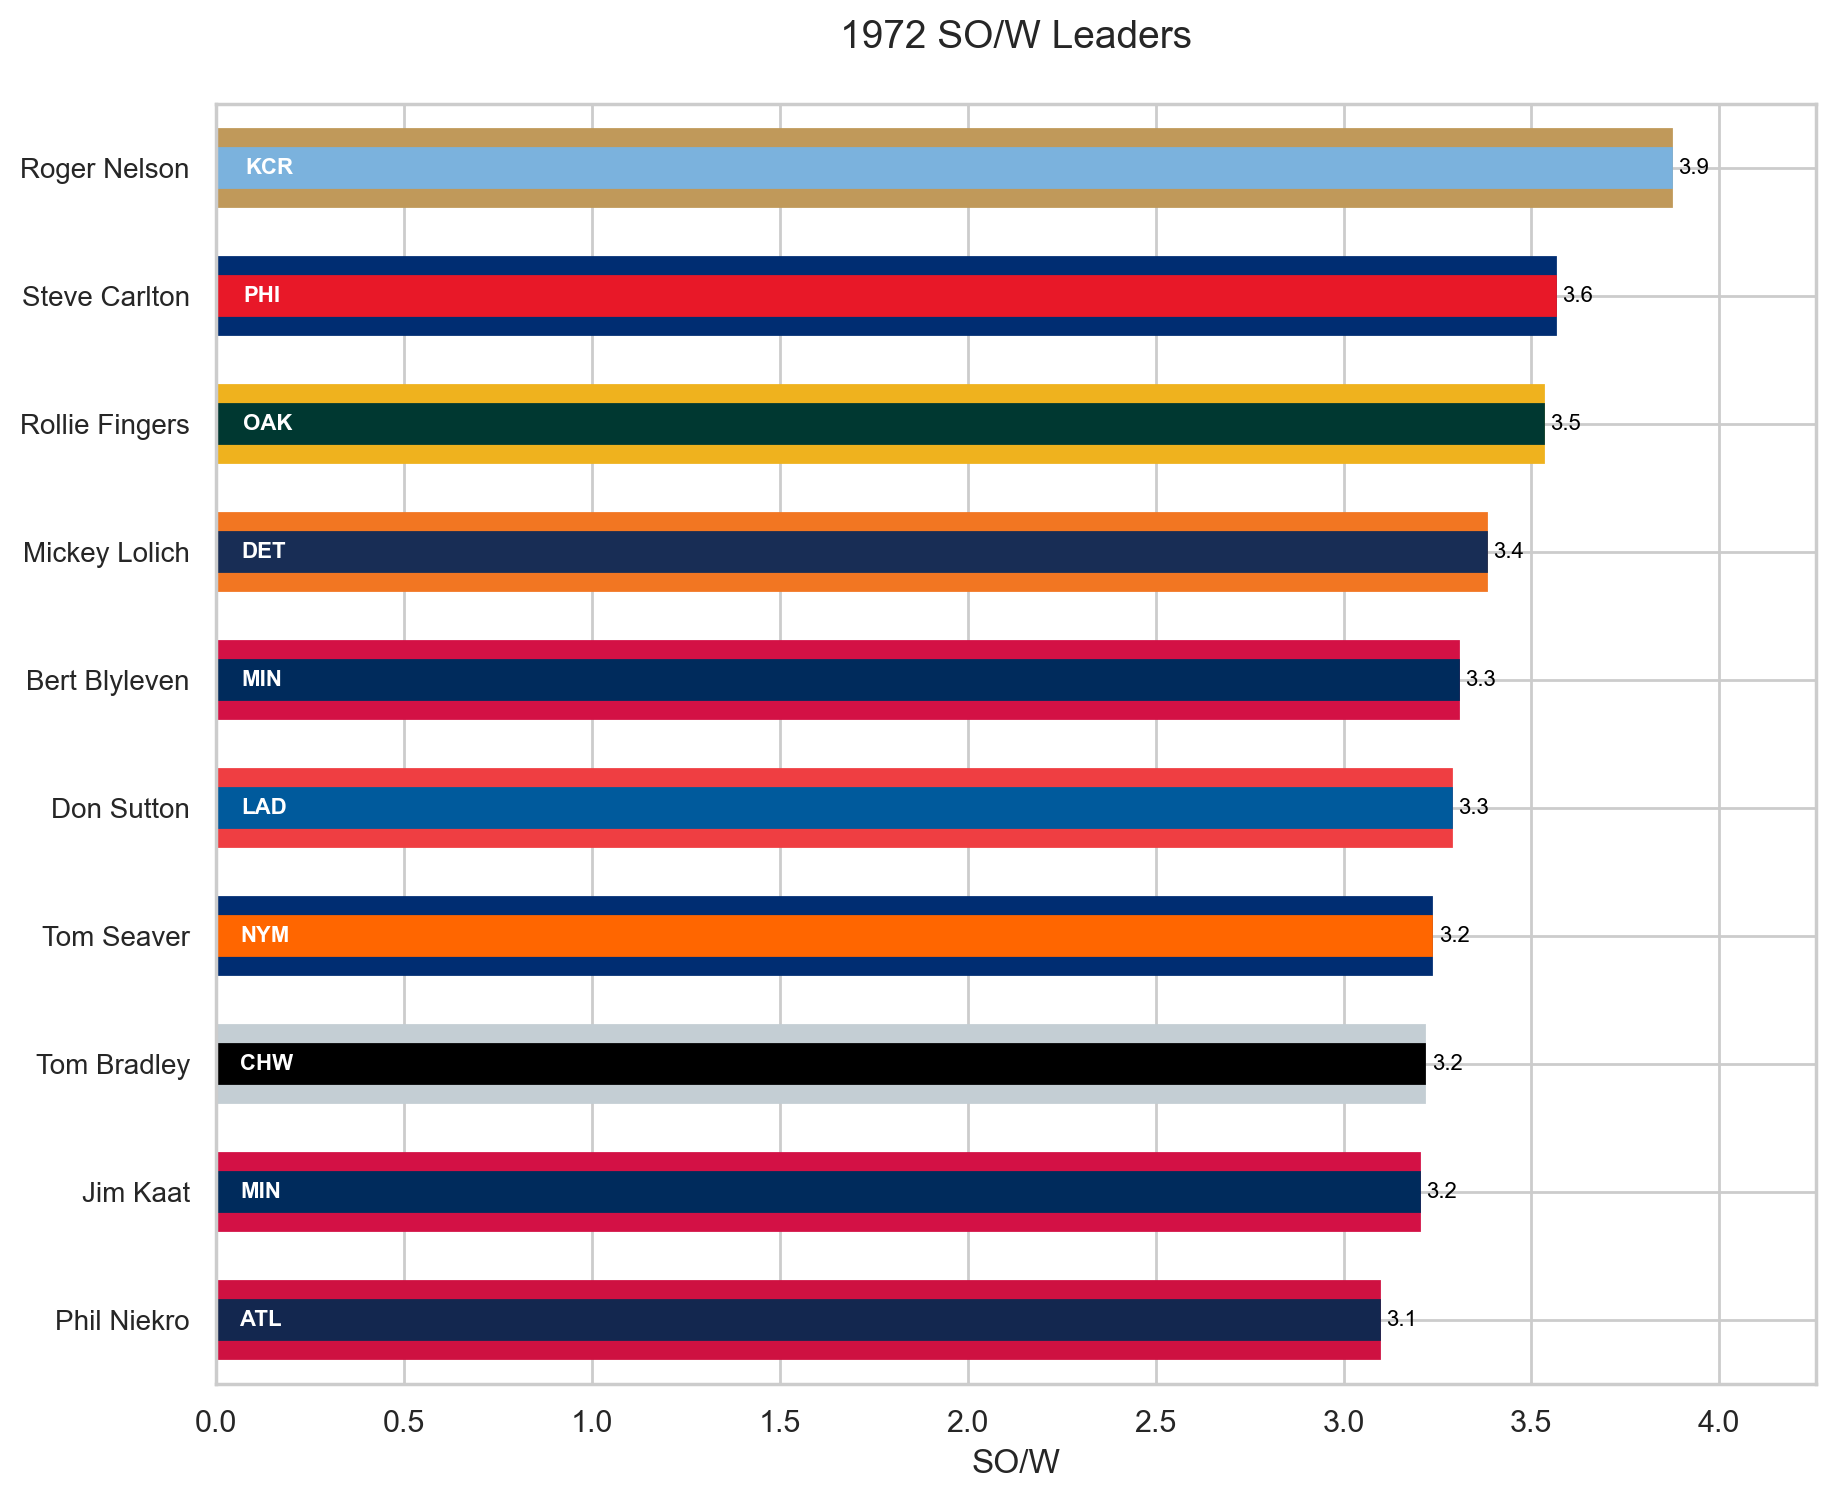 1972 SO/W Leaders
Roger Nelson KCR 3.9
Steve Carlton PHI 3.6
Rollie Fingers OAK 3.5
Mickey Lolich DET 3.4
Bert Blyleven MIN 3.3
Don Sutton LAD 3.3
Tom Seaver NYM 3.2
Tom Bradley CHW 3.2
Jim Kaat MIN 3.2
Phil Niekro ATL 3.1
0.0 0.5 1.0 1.5 2.0 2.5 3.0 3.5 4.0
SO/W